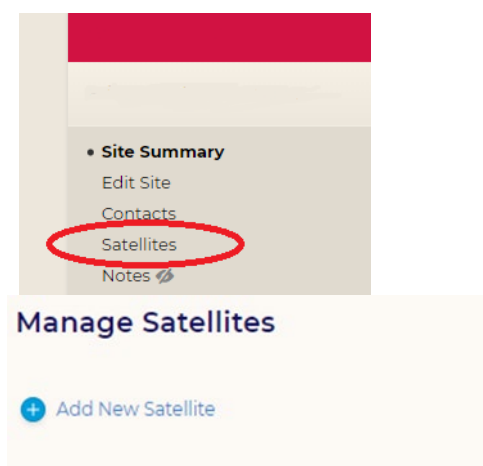 Site Summary
Edit Site
Contacts
Satellites
Notes
Manage Satellites
Add New Satellite